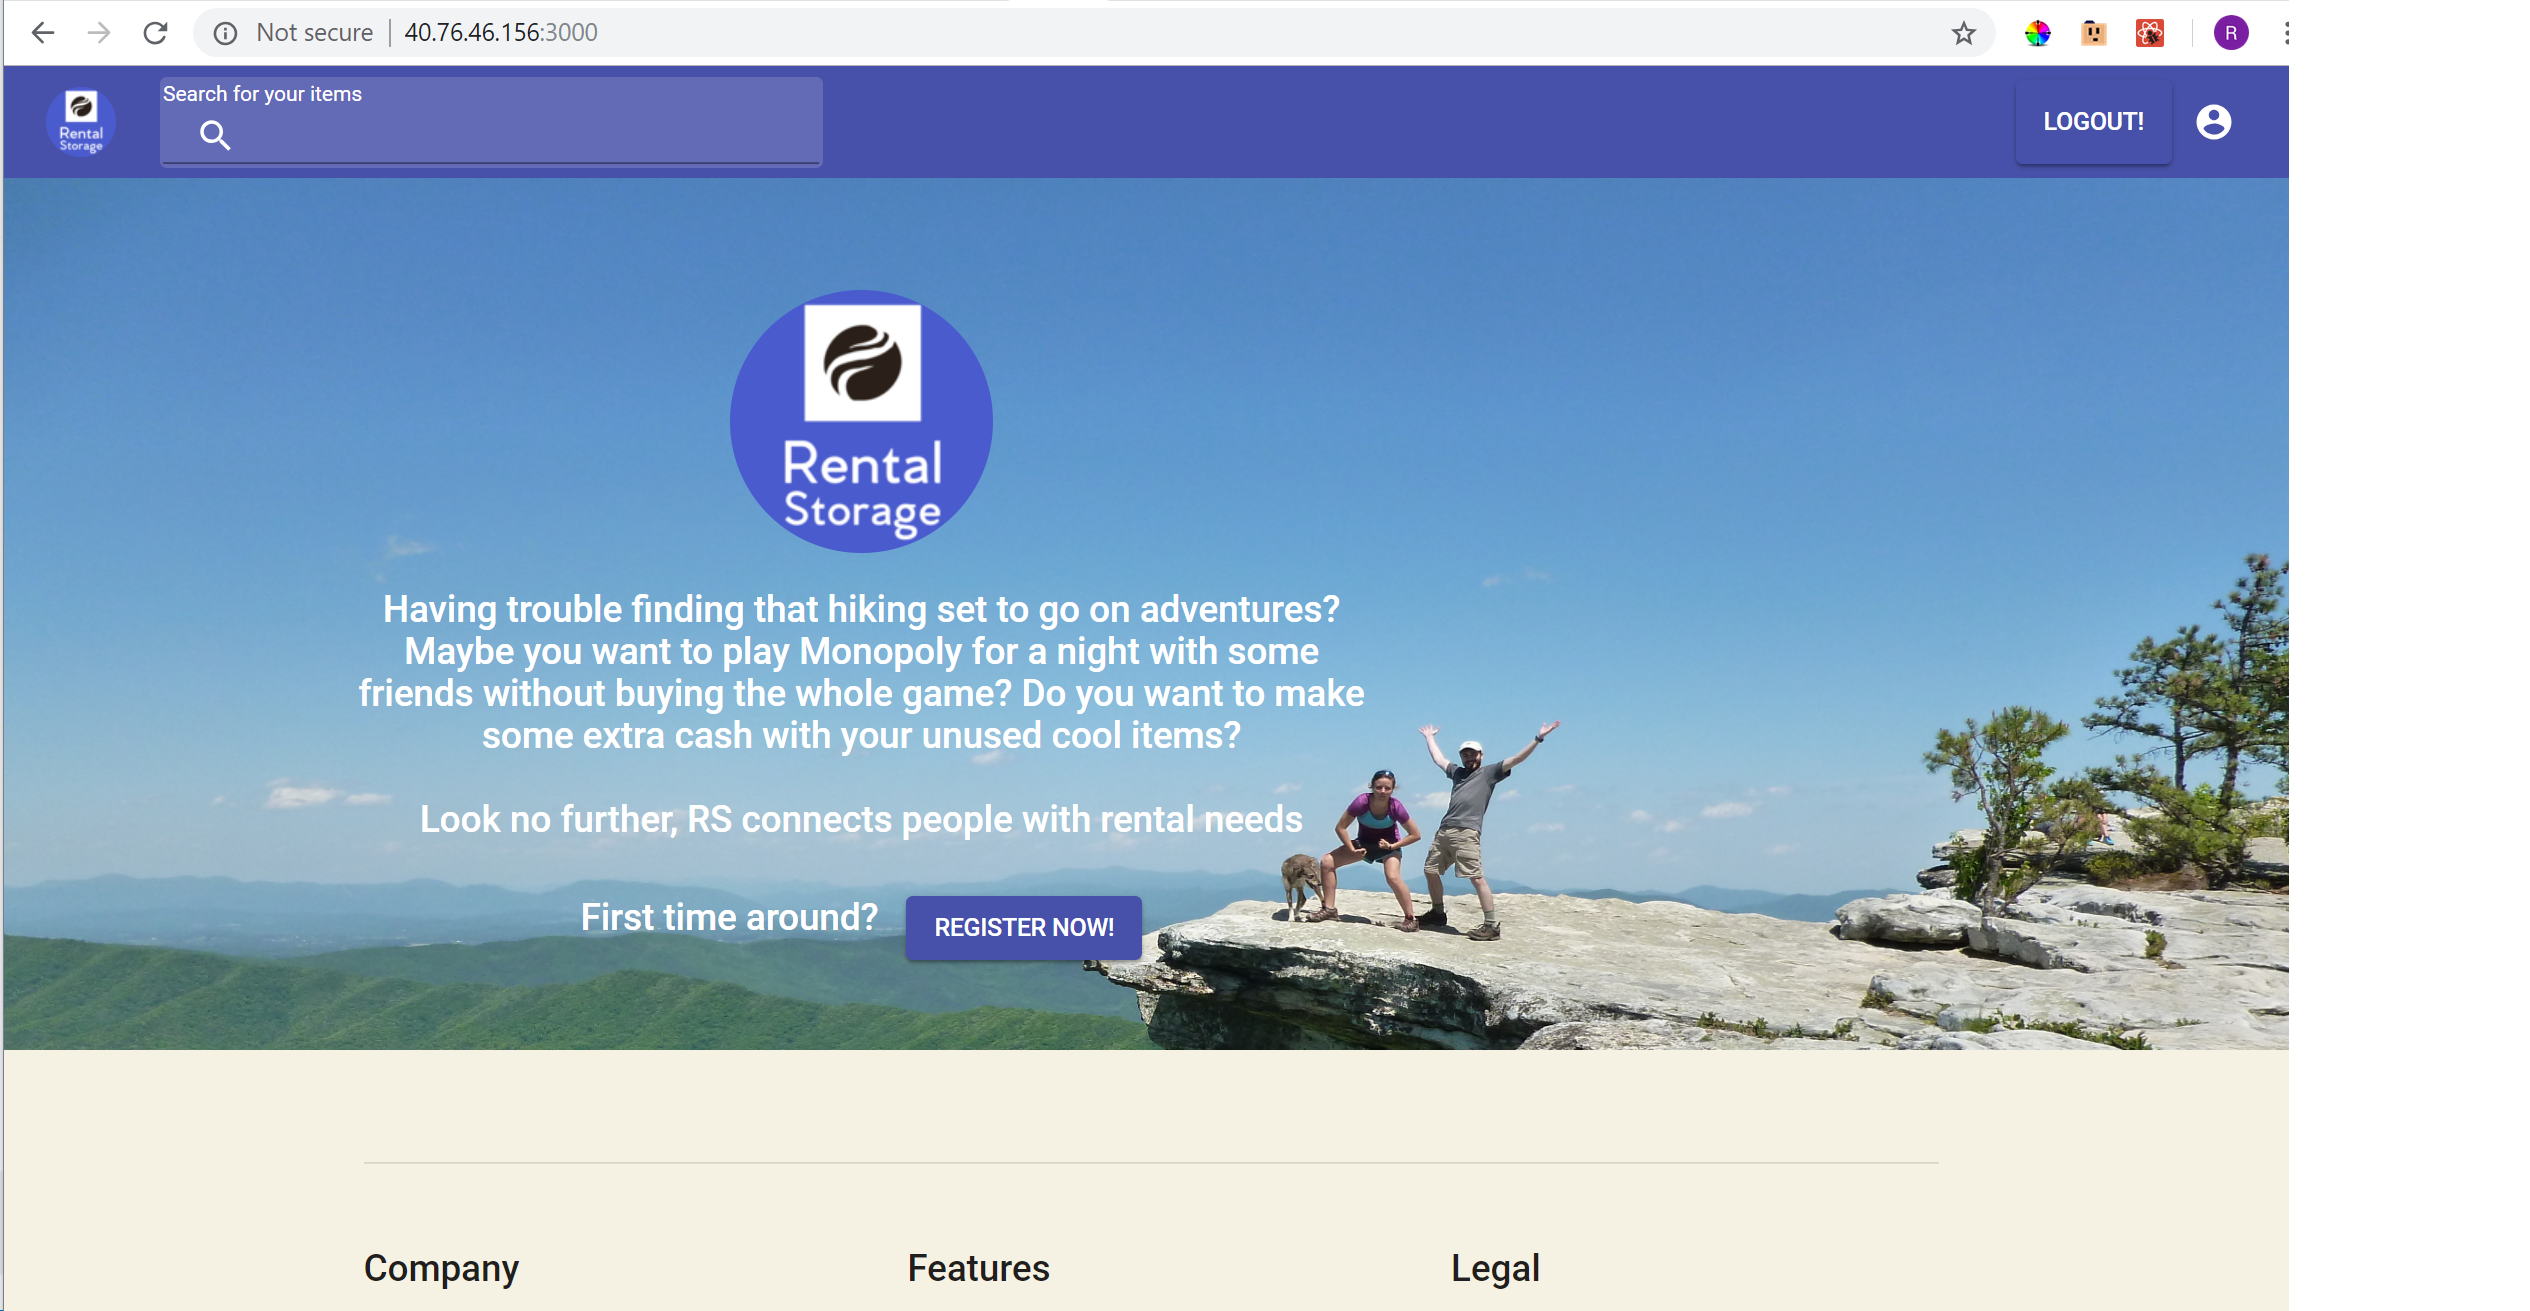 Not secure
40.76.46.156:3000
R
Rental
Storage
Search for your items
LOGOUT!
Rental
Storage
Having trouble finding that hiking set to go on adventures?
Maybe you want to play Monopoly for a night with some
friends without buying the whole game? Do you want to make
some extra cash with your unused cool items?
Look no further, RS connects people with rental needs
First time around?
REGISTER NOW!
Company
Features
Legal